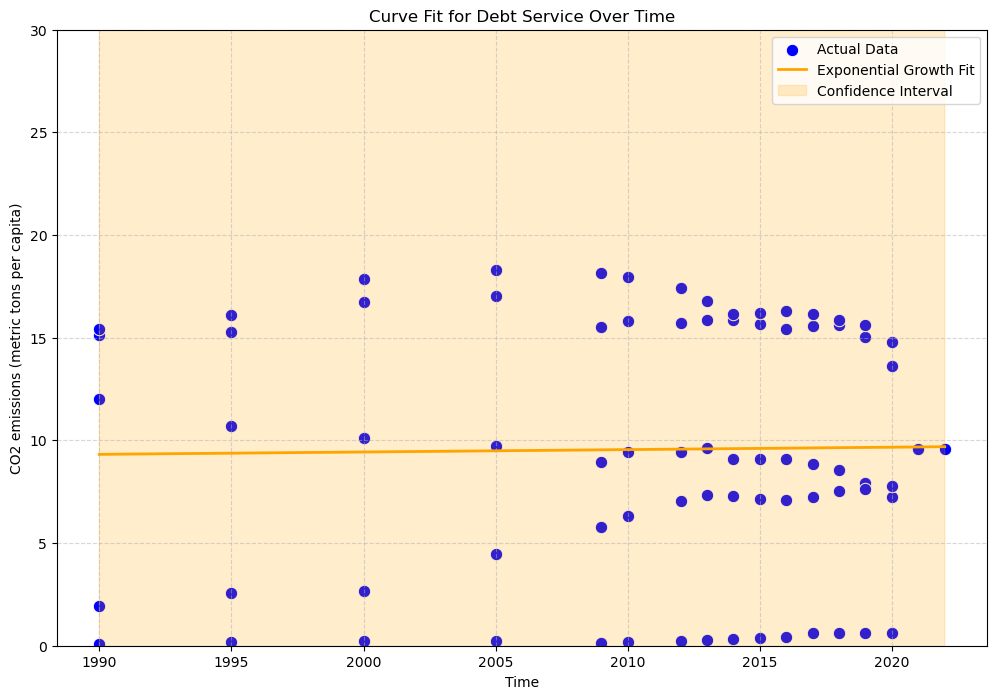 Curve Fit for Debt Service Over Time
Actual Data
Exponential Growth Fit
Confidence Interval
CO2 emissions (metric tons per capita)
30
25
20
15
10
5
0
1990
1995
2000
2005
2010
2015
2020
Time